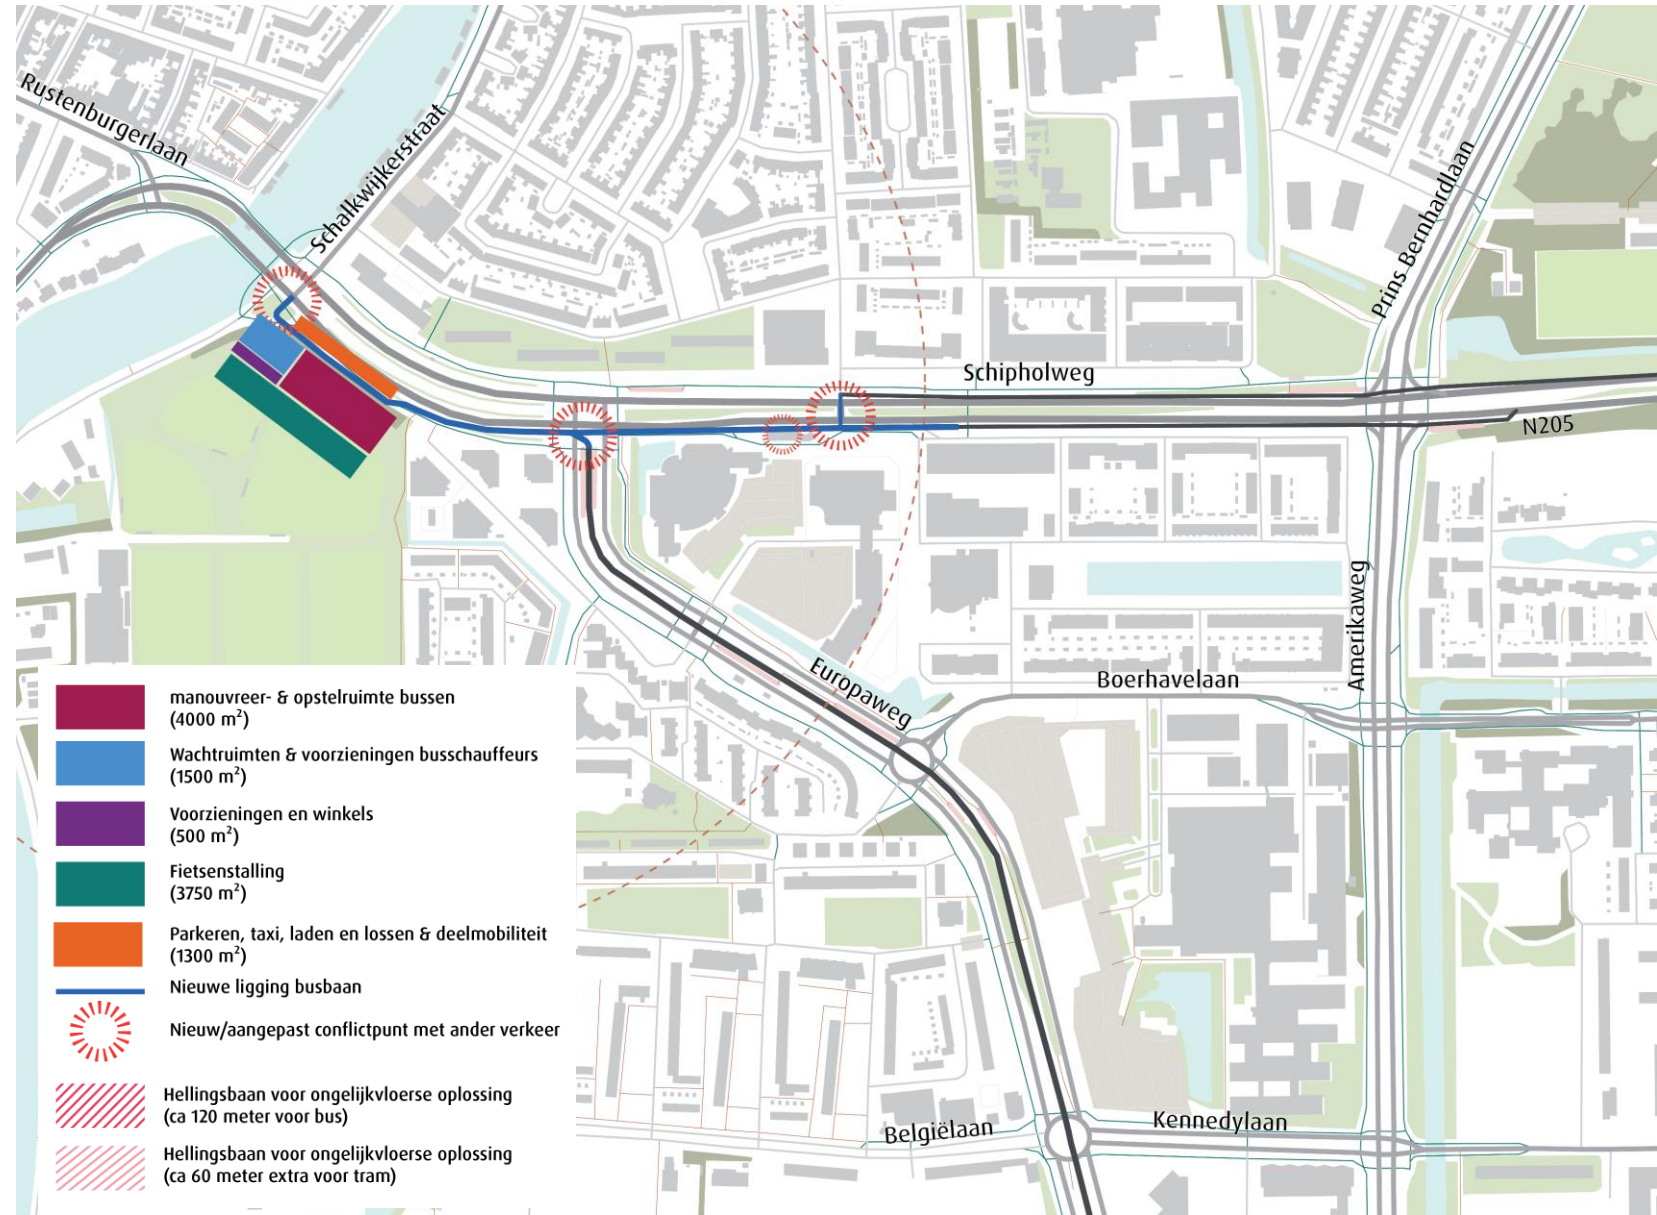 Rustenburgerlaan
Schalkwijkerstraat
Prins Bernhardlaan
Schipholweg
N205
Europaweg
Boerhavelaan
Amerikaweg
Belgiëlaan
Kennedylaan
manouvreer- & opstelruimte bussen
(4000 m²)
Wachtruimten & voorzieningen busschauffeurs
(1500 m²)
Voorzieningen en winkels
(500 m²)
Fietsenstalling
(3750 m²)
Parkeren, taxi, laden en lossen & deelmobiliteit
(1300 m²)
Nieuwe ligging busbaan
Nieuw/aangepast conflictpunt met ander verkeer
Hellingsbaan voor ongelijkvloerse oplossing
(ca 120 meter voor bus)
Hellingsbaan voor ongelijkvloerse oplossing
(ca 60 meter extra voor tram)